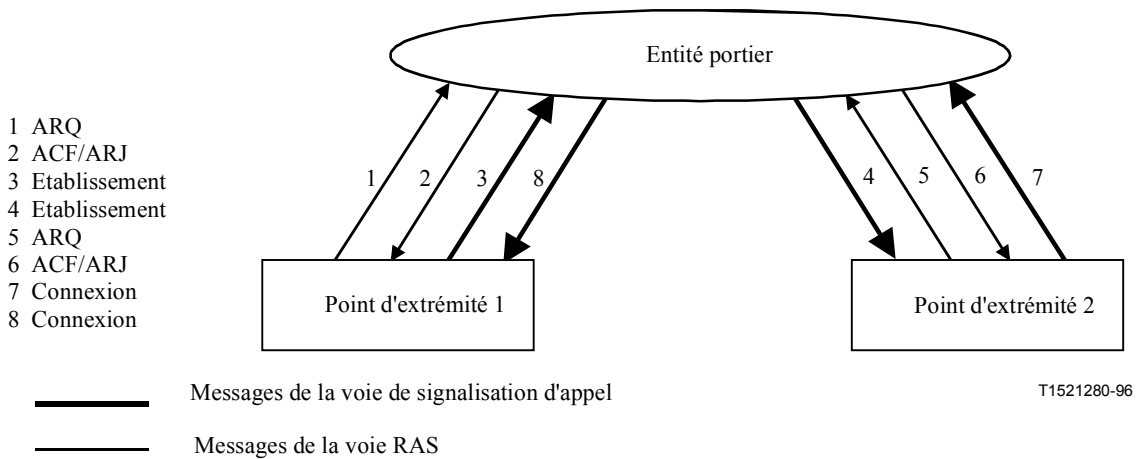 Entité portier
1 ARQ
2 ACF/ARJ
3 Etablissement
4 Etablissement
5 ARQ
6 ACF/ARJ
7 Connexion
8 Connexion
1 2 3 8 4 5 6 7
Point d'extrémité 1
Point d'extrémité 2
Messages de la voie de signalisation d'appel
T1521280-96
Messages de la voie RAS